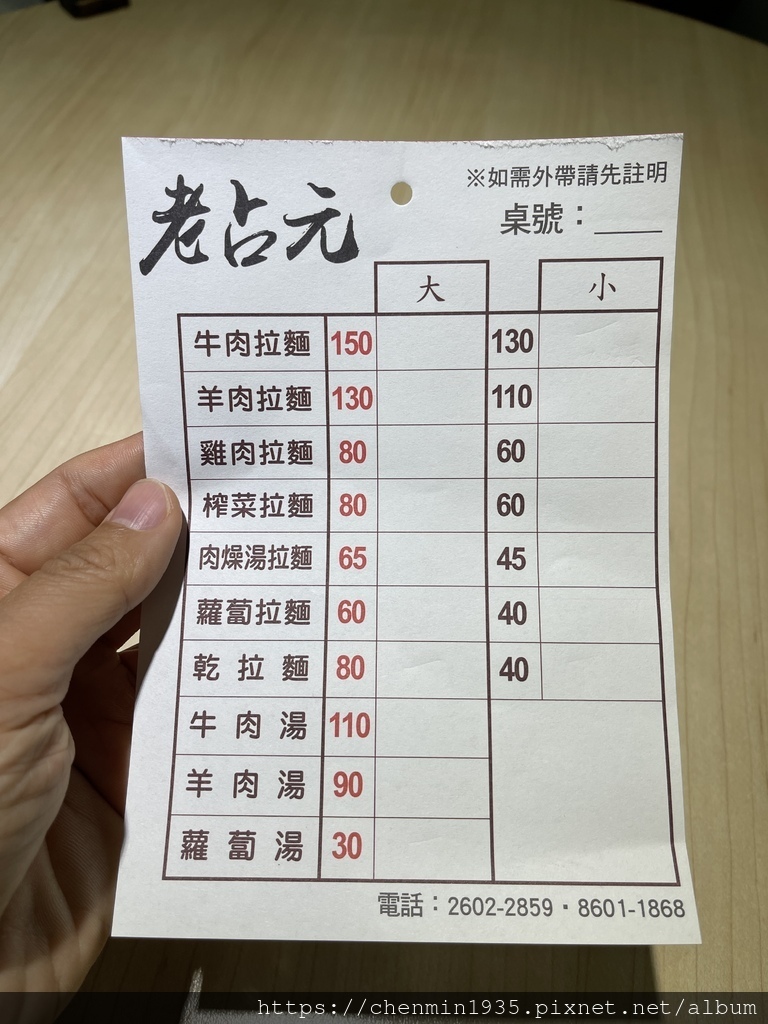 ※如需外帶請先註明
老占元
桌號：____
大 小
牛肉拉麵 150 130
羊肉拉麵 130 110
雞肉拉麵 80 60
榨菜拉麵 80 60
肉燥湯拉麵 65 45
蘿蔔拉麵 60 40
乾拉麵 80 40
牛肉湯 110
羊肉湯 90
蘿蔔湯 30
電話：2602-2859・8601-1868
https://chenmin1935.pixnet.net/album